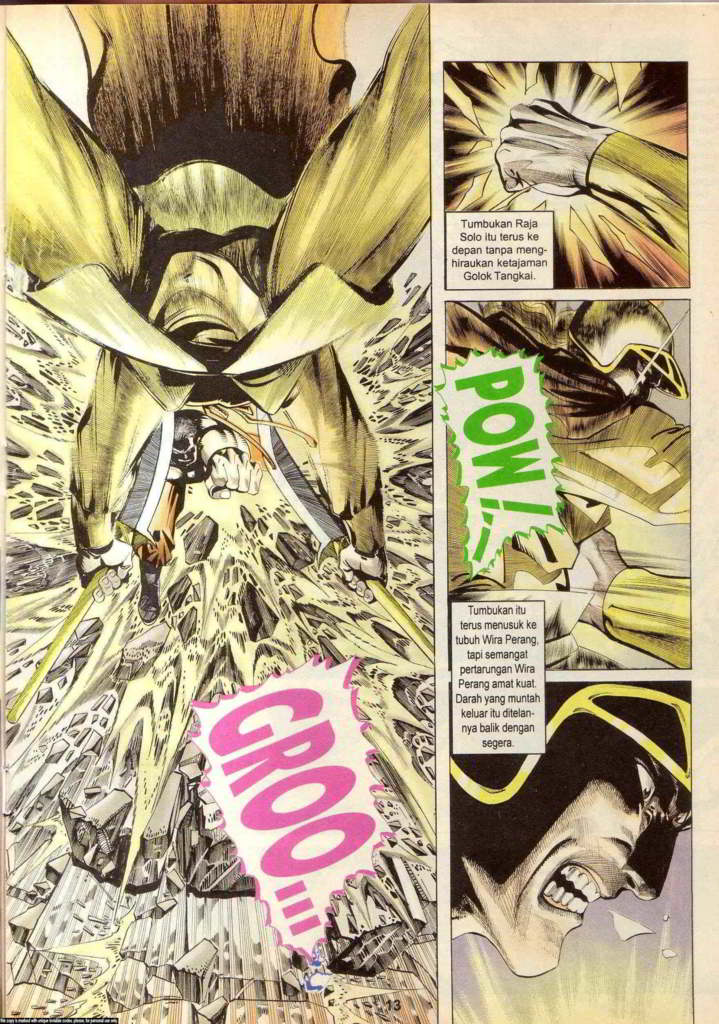 GROO!!!
Tumbukan Raja
Solo itu terus ke
depan tanpa meng-
hiraukan ketajaman
Golok Tangkai.
POW!~
Tumbukan itu
terus menusuk ke
tubuh Wira Perang,
tapi semangat
pertarungan Wira
Perang amat kuat.
Darah yang muntah
keluar itu ditelan-
nya balik dengan
segera.
13